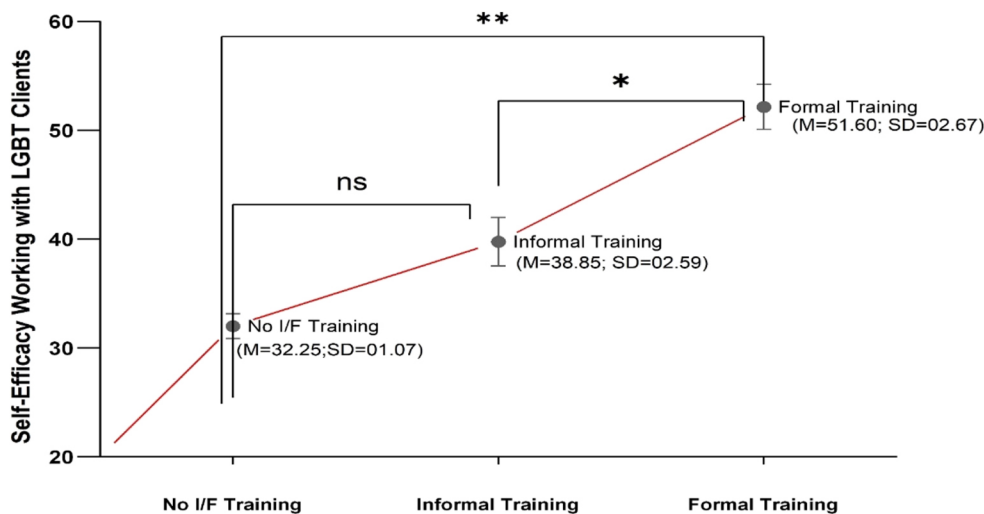 Self-Efficacy Working with LGBT Clients
60
50
40
30
20
**
*
ns
Formal Training
(M=51.60; SD=02.67)
Informal Training
(M=38.85; SD=02.59)
No I/F Training
(M=32.25;SD=01.07)
No I/F Training
Informal Training
Formal Training